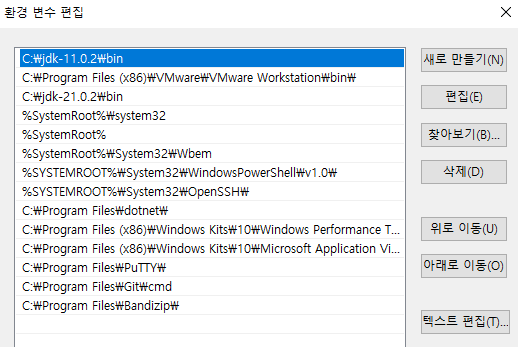 환경 변수 편집
C:₩jdk-11.0.2₩bin
C:₩Program Files (x86)₩VMware₩VMware Workstation₩bin₩
C:₩jdk-21.0.2₩bin
%SystemRoot%₩system32
%SystemRoot%
%SystemRoot%₩System32₩Wbem
%SYSTEMROOT%₩System32₩WindowsPowerShell₩v1.0₩
%SYSTEMROOT%₩System32₩OpenSSH₩
C:₩Program Files₩dotnet₩
C:₩Program Files (x86)₩Windows Kits₩10₩Windows Performance T...
C:₩Program Files (x86)₩Windows Kits₩10₩Microsoft Application Vi...
C:₩Program Files₩PuTTY₩
C:₩Program Files₩Git₩cmd
C:₩Program Files₩Bandizip₩
새로 만들기(N)
편집(E)
찾아보기(B)...
삭제(D)
위로 이동(U)
아래로 이동(O)
텍스트 편집(T)...